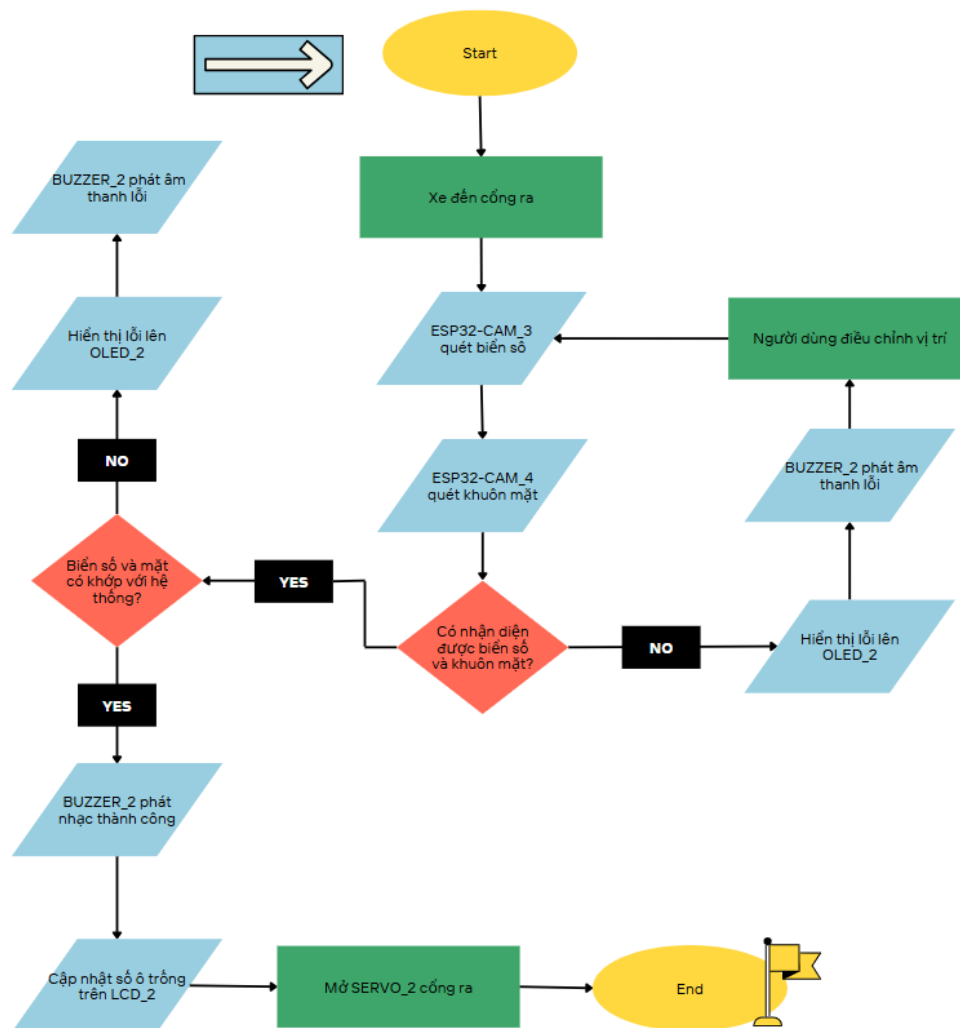 Start
Xe đến cổng ra
ESP32-CAM_3
quét biển số
ESP32-CAM_4
quét khuôn mặt
Có nhận diện
được biển số
và khuôn mặt?
NO
Hiển thị lỗi lên
OLED_2
BUZZER_2 phát âm
thanh lỗi
Người dùng điều chỉnh vị trí
YES
Biển số và mặt
có khớp với hệ
thống?
NO
Hiển thị lỗi lên
OLED_2
BUZZER_2 phát âm
thanh lỗi
YES
BUZZER_2 phát
nhạc thành công
Cập nhật số ô trống
trên LCD_2
Mở SERVO_2 cổng ra
End